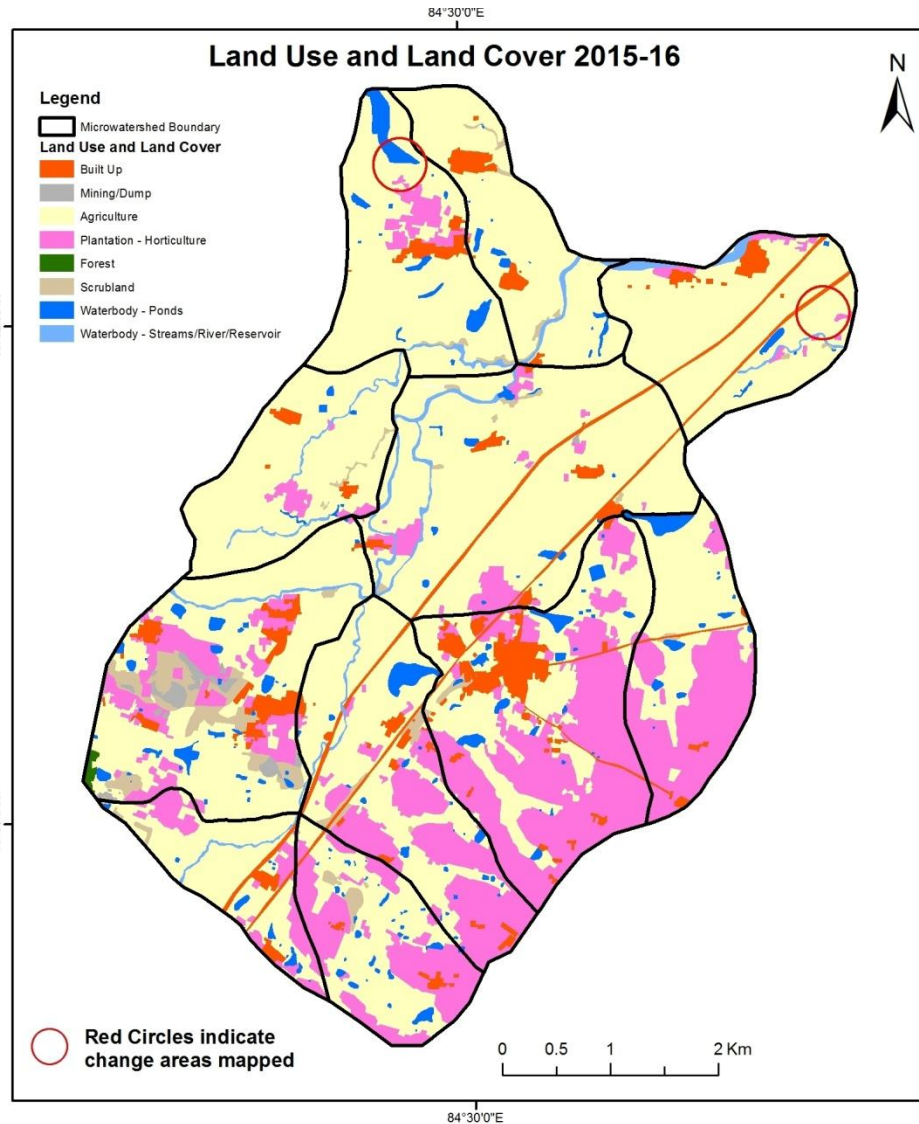 84°30'0"E
Land Use and Land Cover 2015-16
N
Legend
Microwatershed Boundary
Land Use and Land Cover
Built Up
Mining/Dump
Agriculture
Plantation - Horticulture
Forest
Scrubland
Waterbody - Ponds
Waterbody - Streams/River/Reservoir
Red Circles indicate
change areas mapped
0 0.5 1 2 Km
84°30'0"E